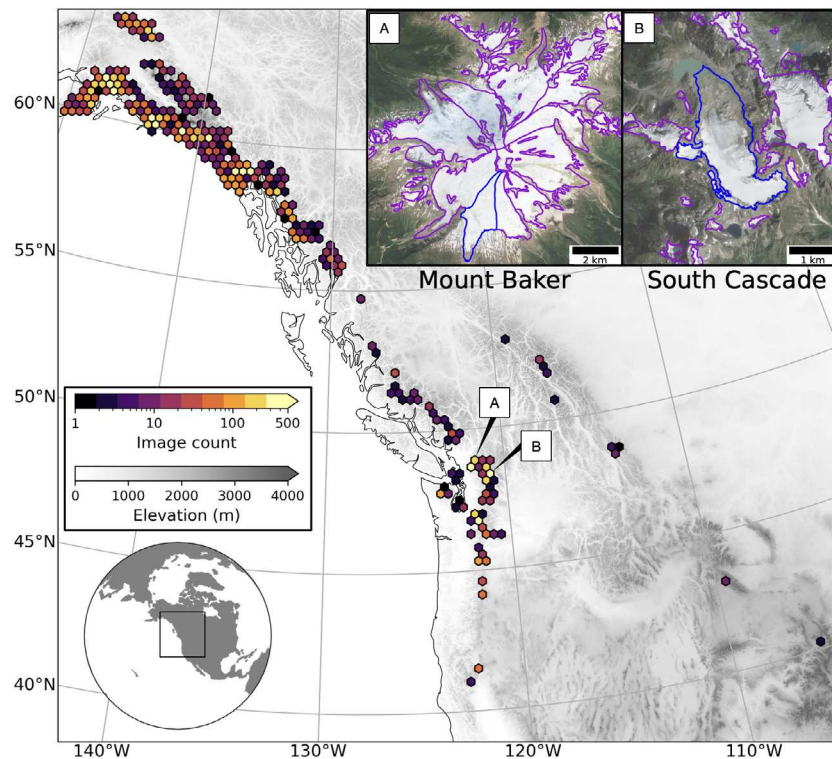 A
B
2 km
1 km
Mount Baker
South Cascade
60°N
55°N
50°N
45°N
40°N
A
B
1 10 100 500
Image count
0 1000 2000 3000 4000
Elevation (m)
140°W 130°W 120°W 110°W